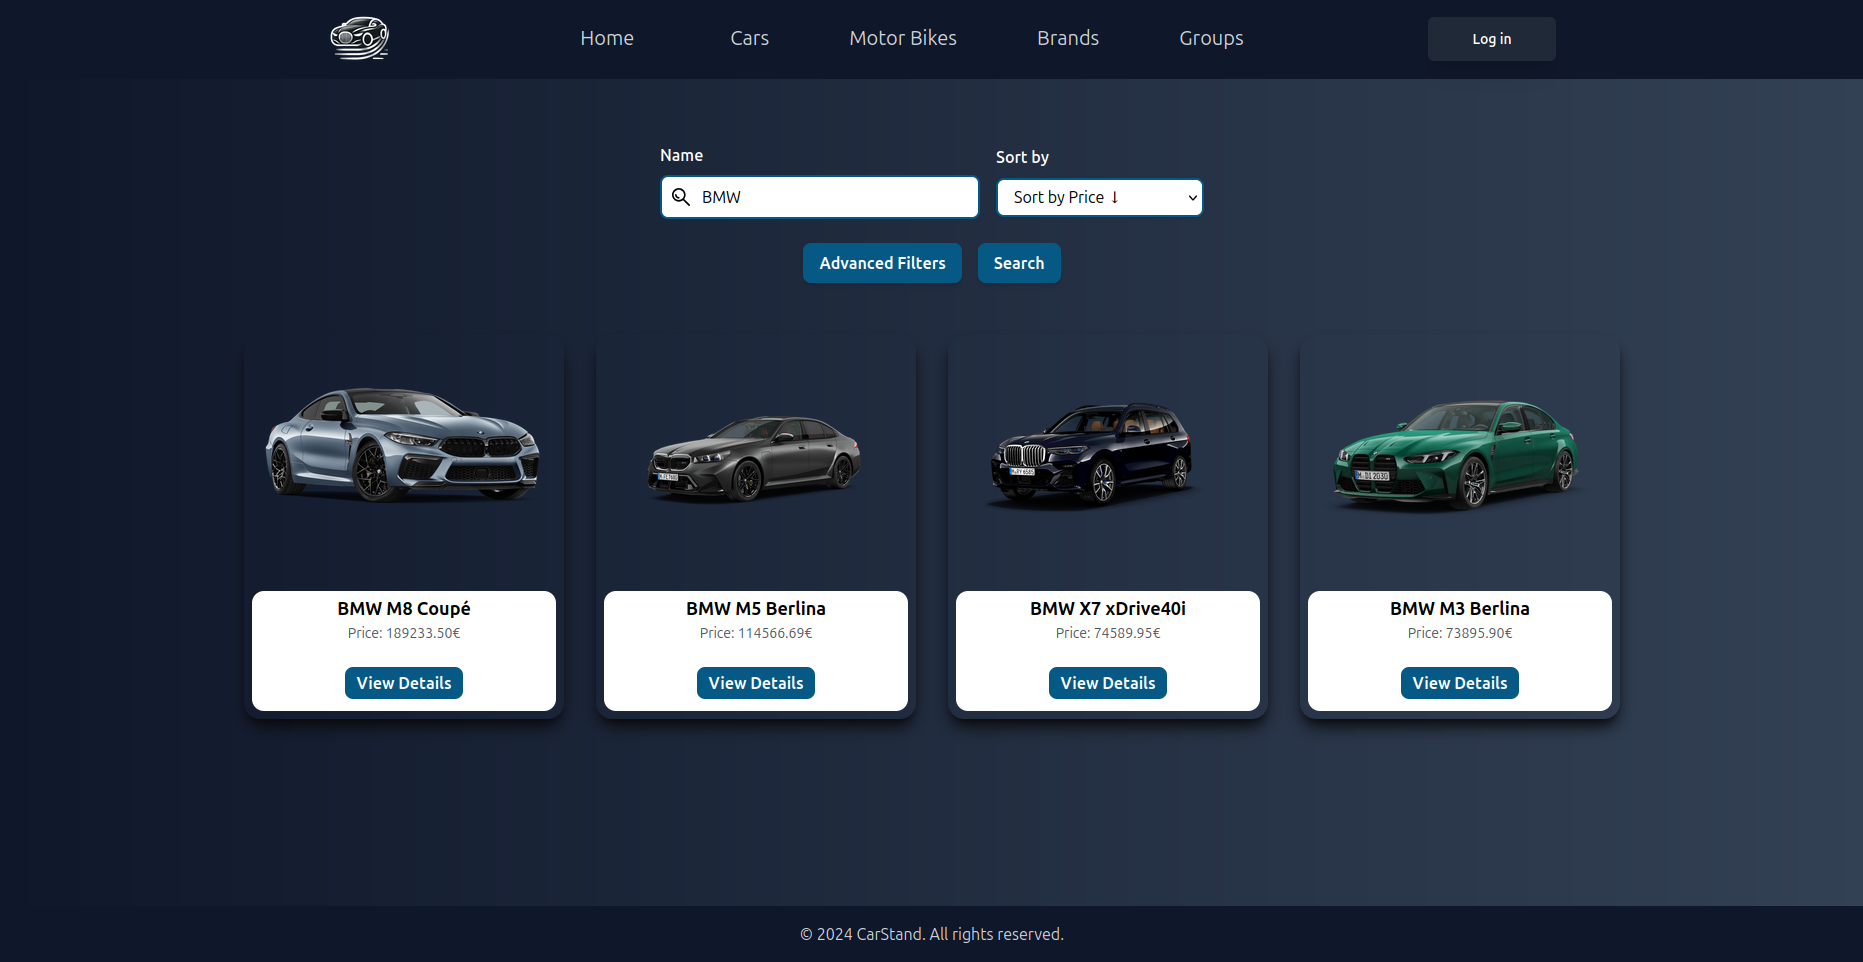 Home
Cars
Motor Bikes
Brands
Groups
Log in
Name
Sort by
BMW
Sort by Price ↓
Advanced Filters
Search
BMW M8 Coupé
Price: 189233.50€
View Details
BMW M5 Berlina
Price: 114566.69€
View Details
BMW X7 xDrive40i
Price: 74589.95€
View Details
BMW M3 Berlina
Price: 73895.90€
View Details
© 2024 CarStand. All rights reserved.